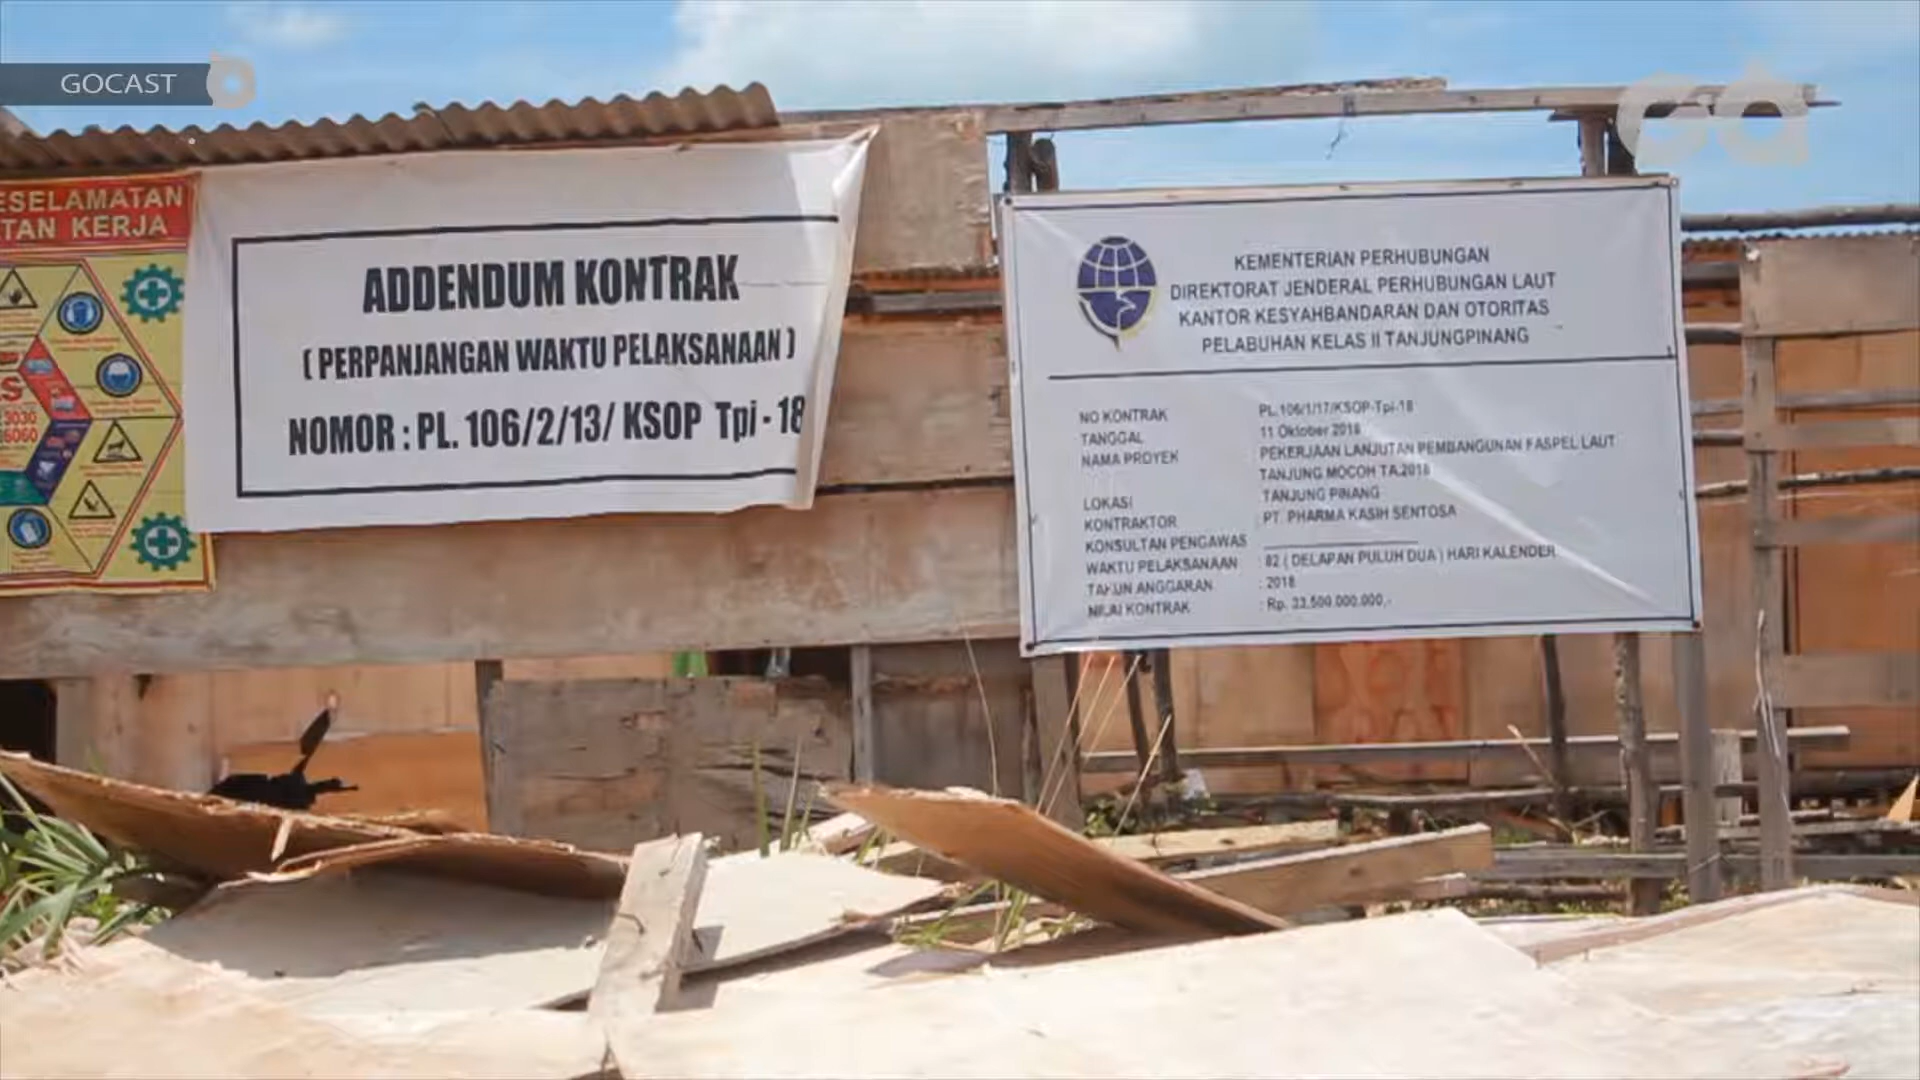 GOCAST
ESELAMATAN
TAN KERJA
ADDENDUM KONTRAK
( PERPANJANGAN WAKTU PELAKSANAAN )
NOMOR : PL. 106/2/13/ KSOP Tpi - 18
KEMENTERIAN PERHUBUNGAN
DIREKTORAT JENDERAL PERHUBUNGAN LAUT
KANTOR KESYAHBANDARAN DAN OTORITAS
PELABUHAN KELAS II TANJUNGPINANG
NO KONTRAK : PL.106/1/17/KSOP-Tpi-18
TANGGAL : 11 Oktober 2018
NAMA PROYEK : PEKERJAAN LANJUTAN PEMBANGUNAN FASPEL LAUT
TANJUNG MOCOH TA.2018
LOKASI : TANJUNG PINANG
KONTRAKTOR : PT. PHARMA KASIH SENTOSA
KONSULTAN PENGAWAS
WAKTU PELAKSANAAN : 82 ( DELAPAN PULUH DUA ) HARI KALENDER
TAHUN ANGGARAN : 2018
NILAI KONTRAK : Rp. 33.500.000.000,-
3030
6060